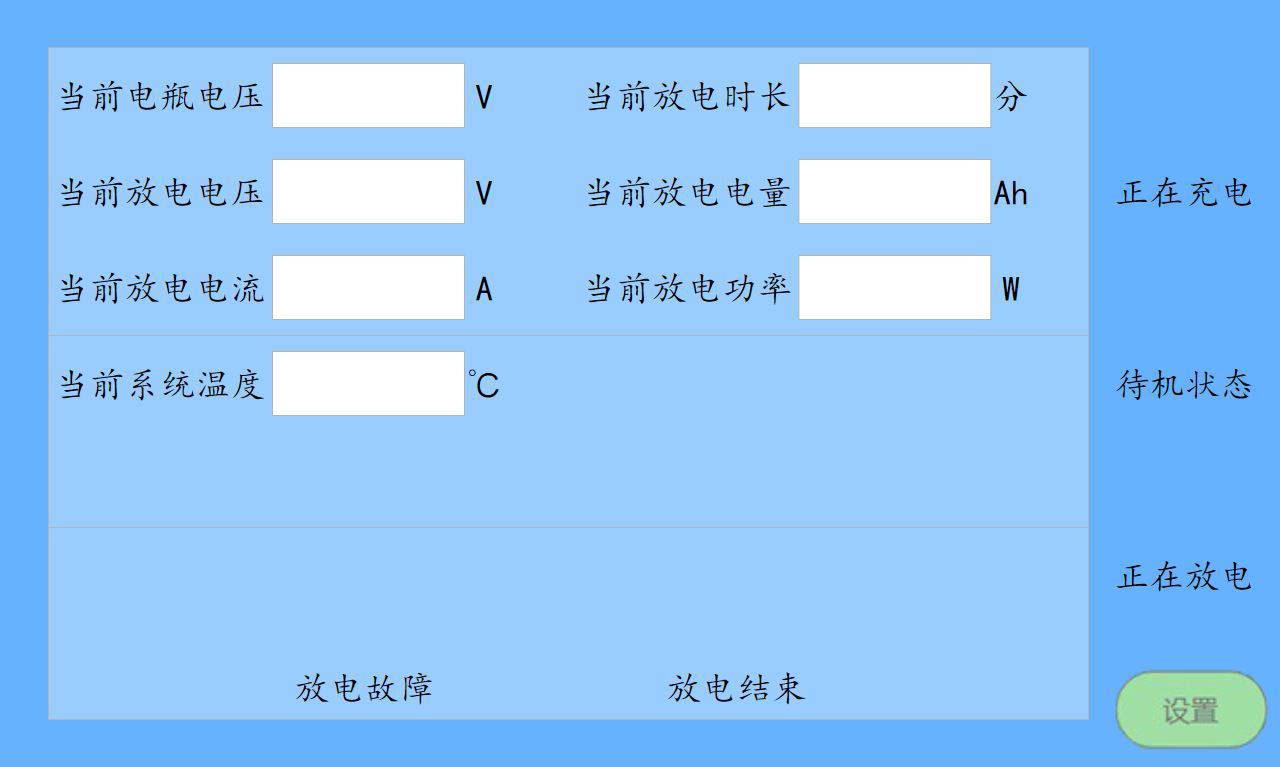 当前电瓶电压 V 当前放电时长 分
当前放电电压 V 当前放电电量 Ah 正在充电
当前放电电流 A 当前放电功率 W
当前系统温度 °C 待机状态
正在放电
放电故障 放电结束 设置